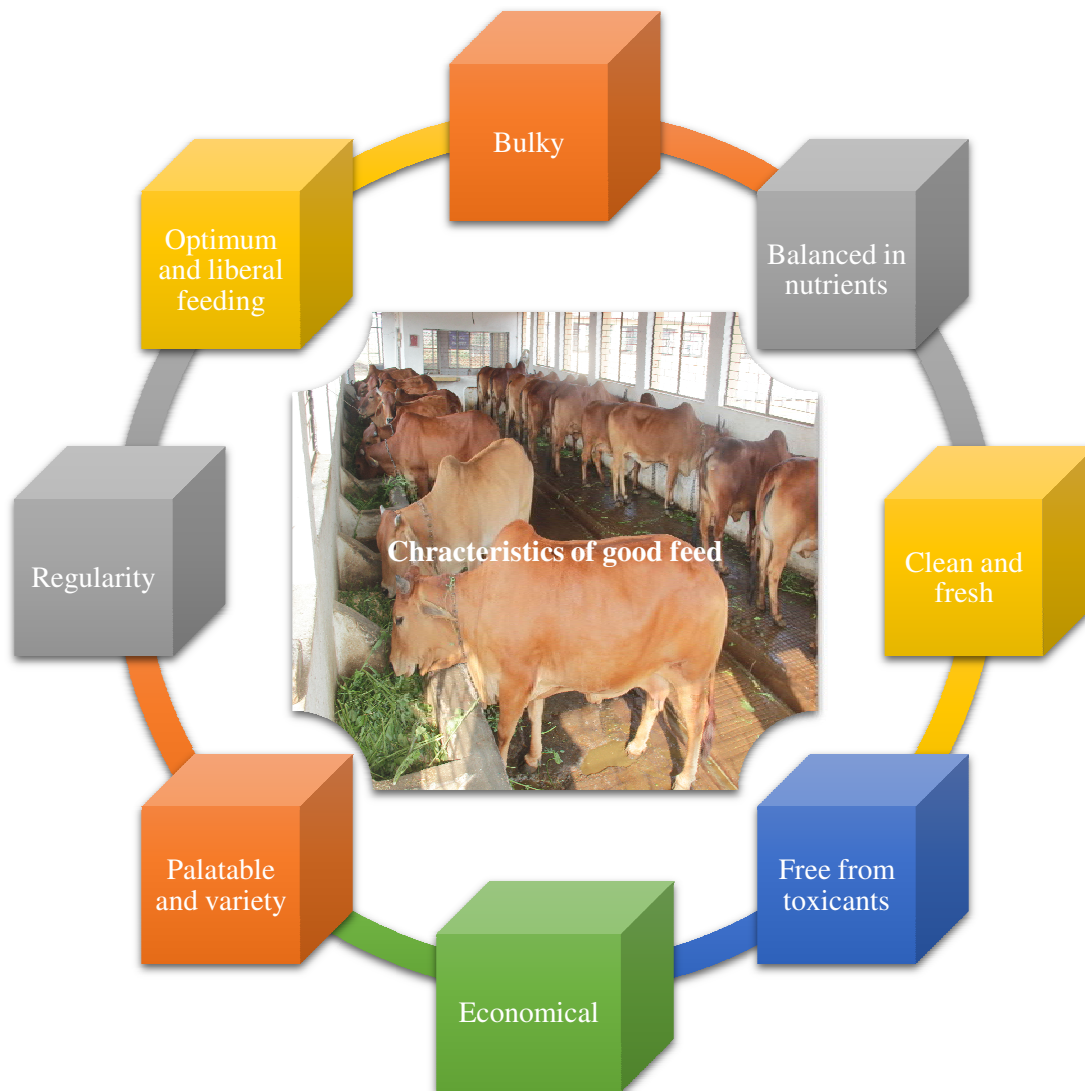 Bulky
Balanced in
nutrients
Clean and
fresh
Free from
toxicants
Economical
Palatable
and variety
Regularity
Optimum
and liberal
feeding
Chracteristics of good feed